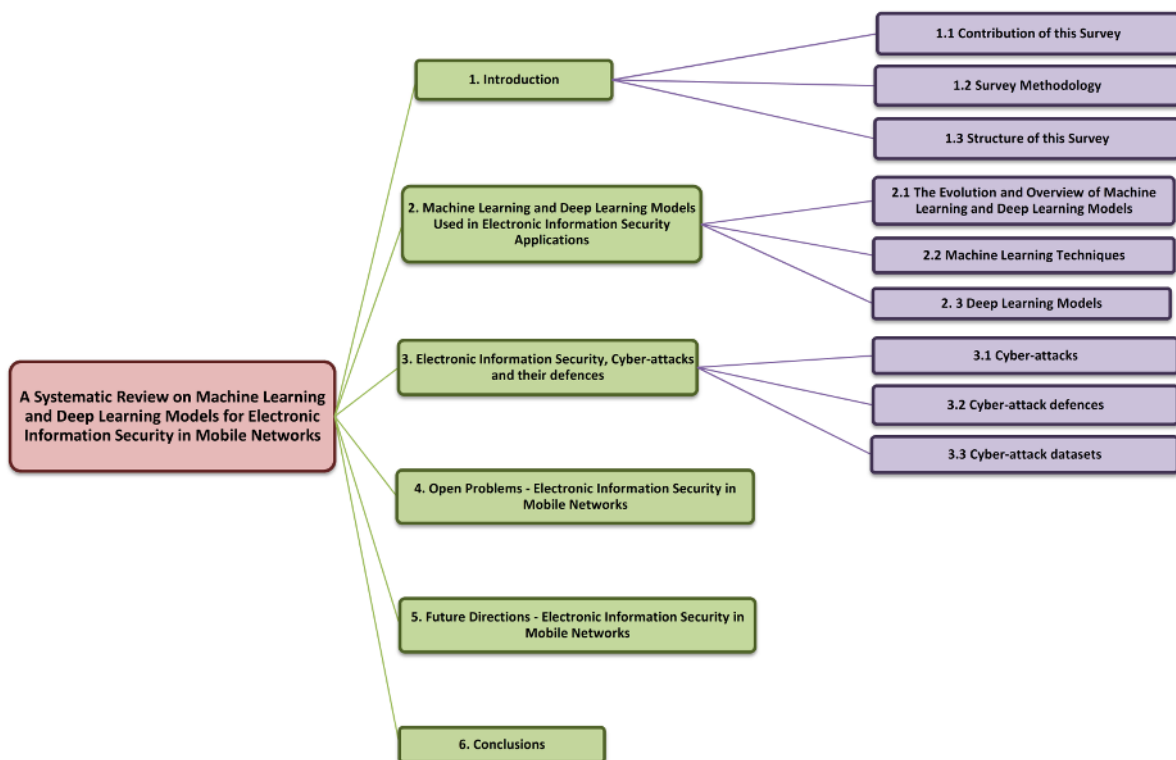 A Systematic Review on Machine Learning
and Deep Learning Models for Electronic
Information Security in Mobile Networks
1. Introduction
1.1 Contribution of this Survey
1.2 Survey Methodology
1.3 Structure of this Survey
2. Machine Learning and Deep Learning Models
Used in Electronic Information Security
Applications
2.1 The Evolution and Overview of Machine
Learning and Deep Learning Models
2.2 Machine Learning Techniques
2. 3 Deep Learning Models
3. Electronic Information Security, Cyber-attacks
and their defences
3.1 Cyber-attacks
3.2 Cyber-attack defences
3.3 Cyber-attack datasets
4. Open Problems - Electronic Information Security in
Mobile Networks
5. Future Directions - Electronic Information Security in
Mobile Networks
6. Conclusions